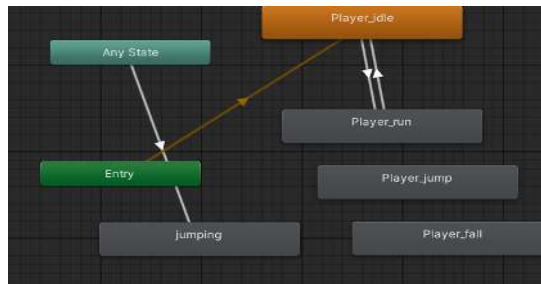 Player_idle
Any State
Player_run
Entry
Player_jump
jumping
Player_fall